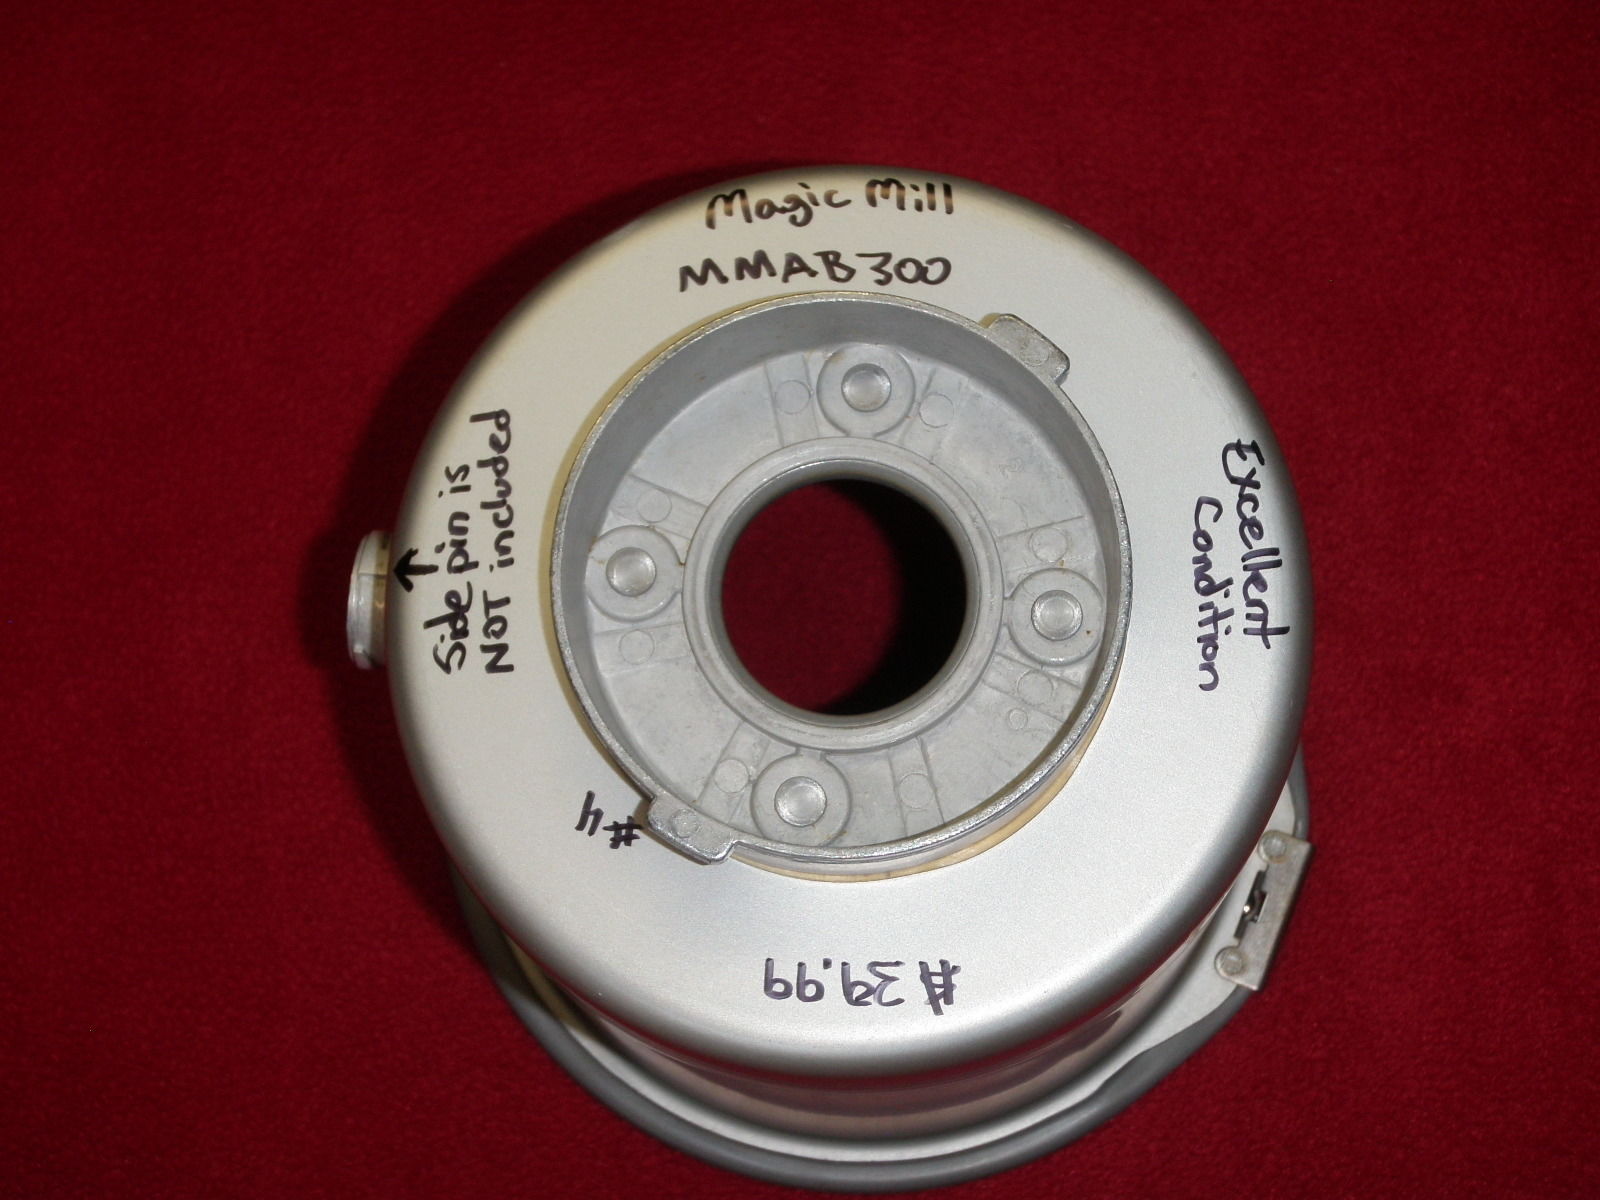 Magic Mill
MMAB300
Side pin is
NOT included
Excellent
Condition
#4
$39.99